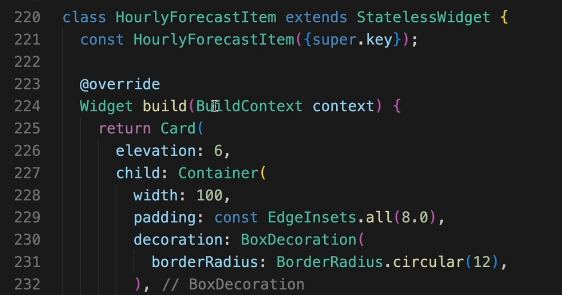 220 class HourlyForecastItem extends StatelessWidget {
221   const HourlyForecastItem({super.key});
222
223   @override
224   Widget build(BuildContext context) {
225     return Card(
226       elevation: 6,
227       child: Container(
228         width: 100,
229         padding: const EdgeInsets.all(8.0),
230         decoration: BoxDecoration(
231           borderRadius: BorderRadius.circular(12),
232         ), // BoxDecoration